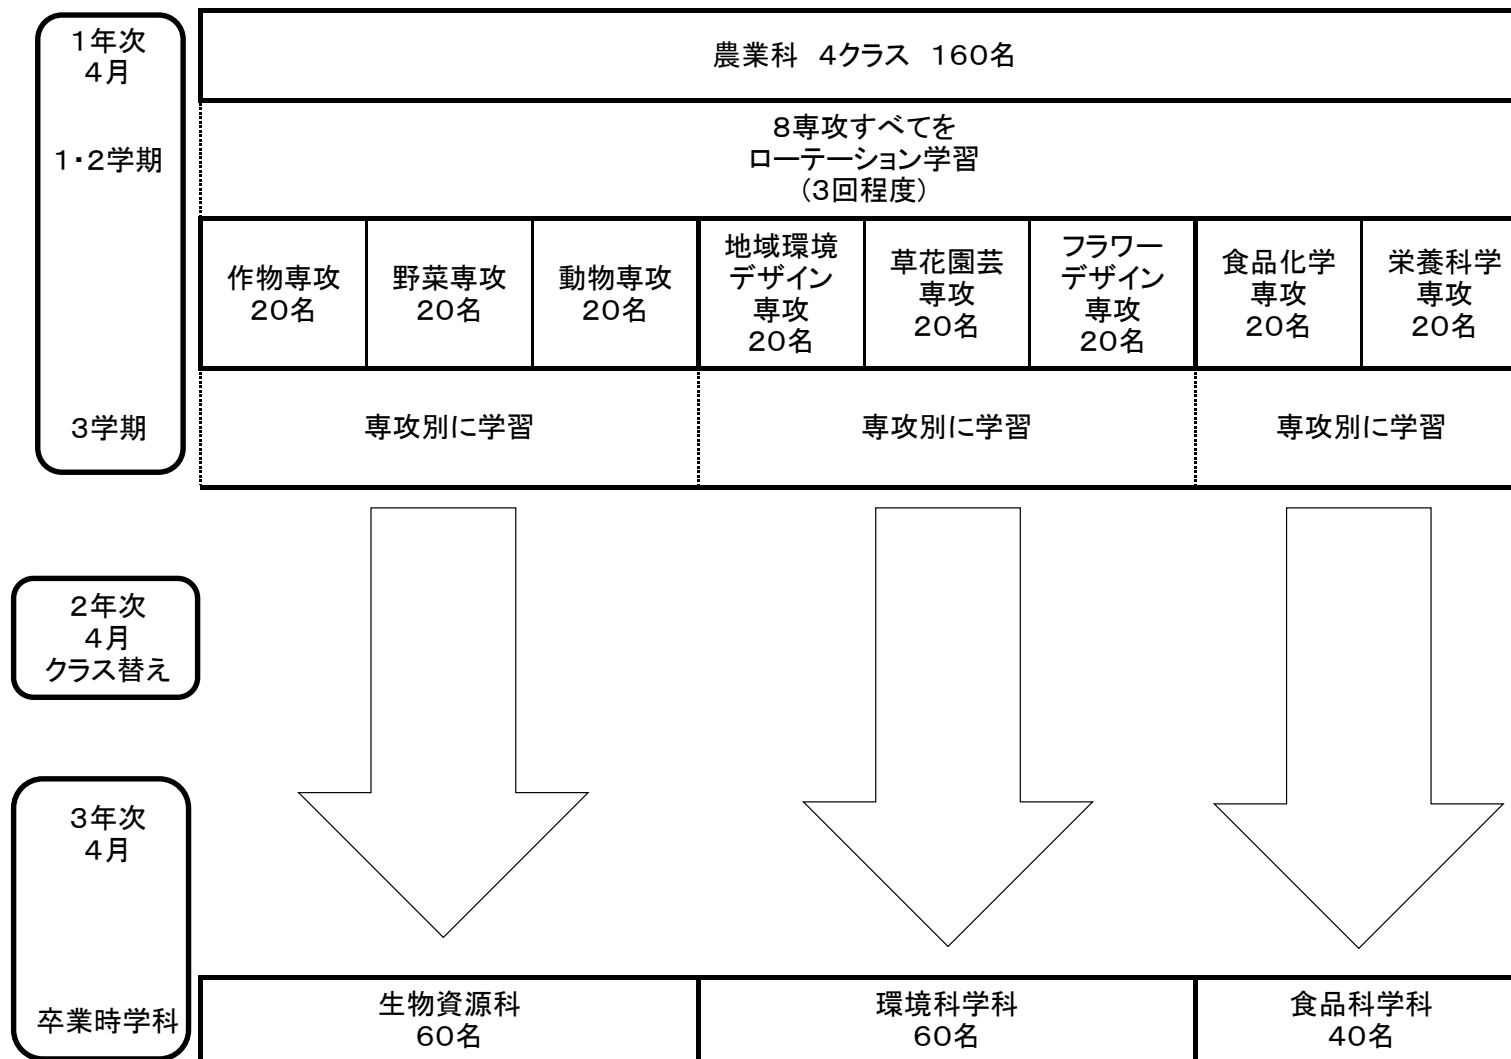 1年次
4月
農業科 4クラス 160名
1・2学期
8専攻すべてを
ローテーション学習
(3回程度)
作物専攻
20名
野菜専攻
20名
動物専攻
20名
地域環境
デザイン
専攻
20名
草花園芸
専攻
20名
フラワー
デザイン
専攻
20名
食品化学
専攻
20名
栄養科学
専攻
20名
3学期
専攻別に学習
専攻別に学習
専攻別に学習
2年次
4月
クラス替え
3年次
4月
卒業時学科
生物資源科
60名
環境科学科
60名
食品科学科
40名